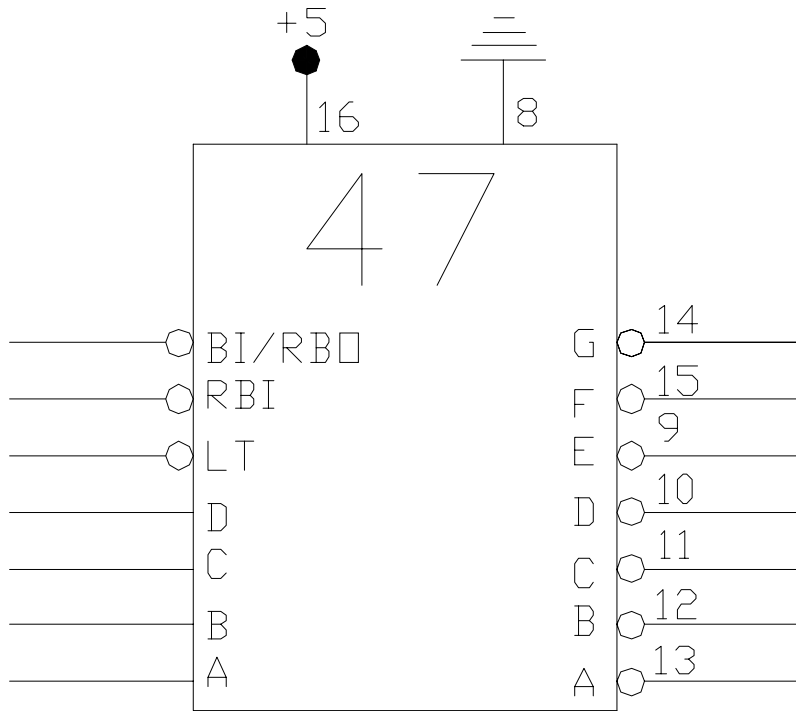 +5
16 8
47
BI/RBO G 14
RBI F 15
LT E 9
D D 10
C C 11
B B 12
A A 13